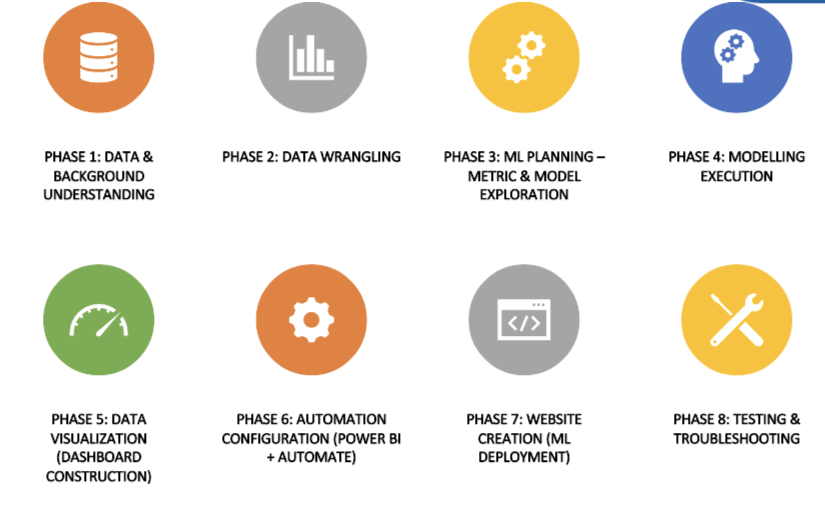 PHASE 1: DATA &
BACKGROUND
UNDERSTANDING
PHASE 2: DATA WRANGLING
PHASE 3: ML PLANNING –
METRIC & MODEL
EXPLORATION
PHASE 4: MODELLING
EXECUTION
PHASE 5: DATA
VISUALIZATION
(DASHBOARD
CONSTRUCTION)
PHASE 6: AUTOMATION
CONFIGURATION (POWER BI
+ AUTOMATE)
PHASE 7: WEBSITE
CREATION (ML
DEPLOYMENT)
PHASE 8: TESTING &
TROUBLESHOOTING